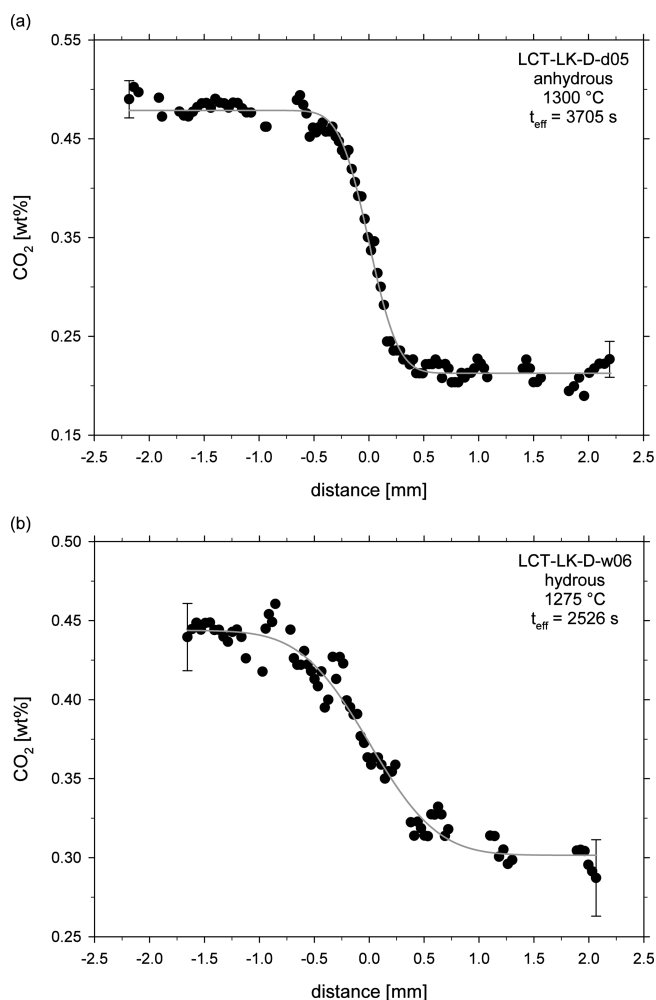 (a)
0.55
0.45
0.35
0.25
0.15
CO₂ [wt%]
LCT-LK-D-d05
anhydrous
1300 °C
t_eff = 3705 s
-2.5 -2.0 -1.5 -1.0 -0.5 0.0 0.5 1.0 1.5 2.0 2.5
distance [mm]
(b)
0.50
0.45
0.40
0.35
0.30
0.25
CO₂ [wt%]
LCT-LK-D-w06
hydrous
1275 °C
t_eff = 2526 s
-2.5 -2.0 -1.5 -1.0 -0.5 0.0 0.5 1.0 1.5 2.0 2.5
distance [mm]